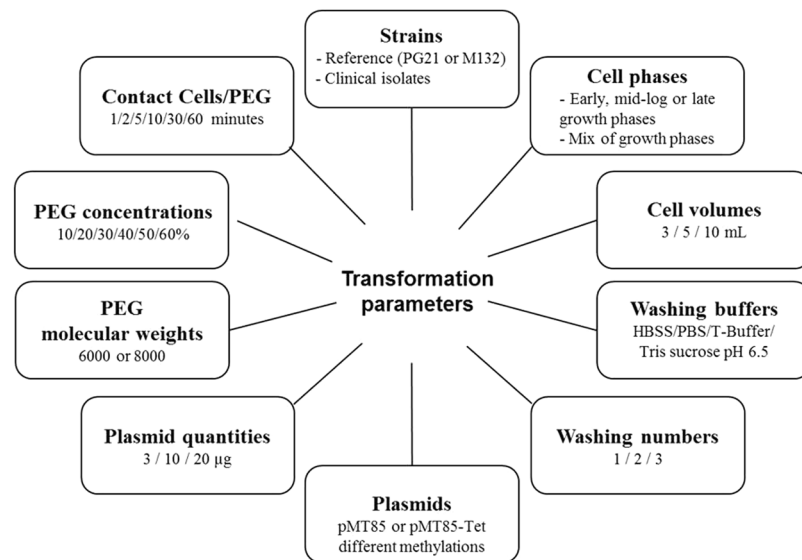 Strains
- Reference (PG21 or M132)
- Clinical isolates
Cell phases
- Early, mid-log or late
growth phases
- Mix of growth phases
Cell volumes
3 / 5 / 10 mL
Washing buffers
HBSS/PBS/T-Buffer/
Tris sucrose pH 6.5
Washing numbers
1 / 2 / 3
Plasmids
pMT85 or pMT85-Tet
different methylations
Plasmid quantities
3 / 10 / 20 µg
PEG
molecular weights
6000 or 8000
PEG concentrations
10/20/30/40/50/60%
Contact Cells/PEG
1/2/5/10/30/60 minutes
Transformation
parameters